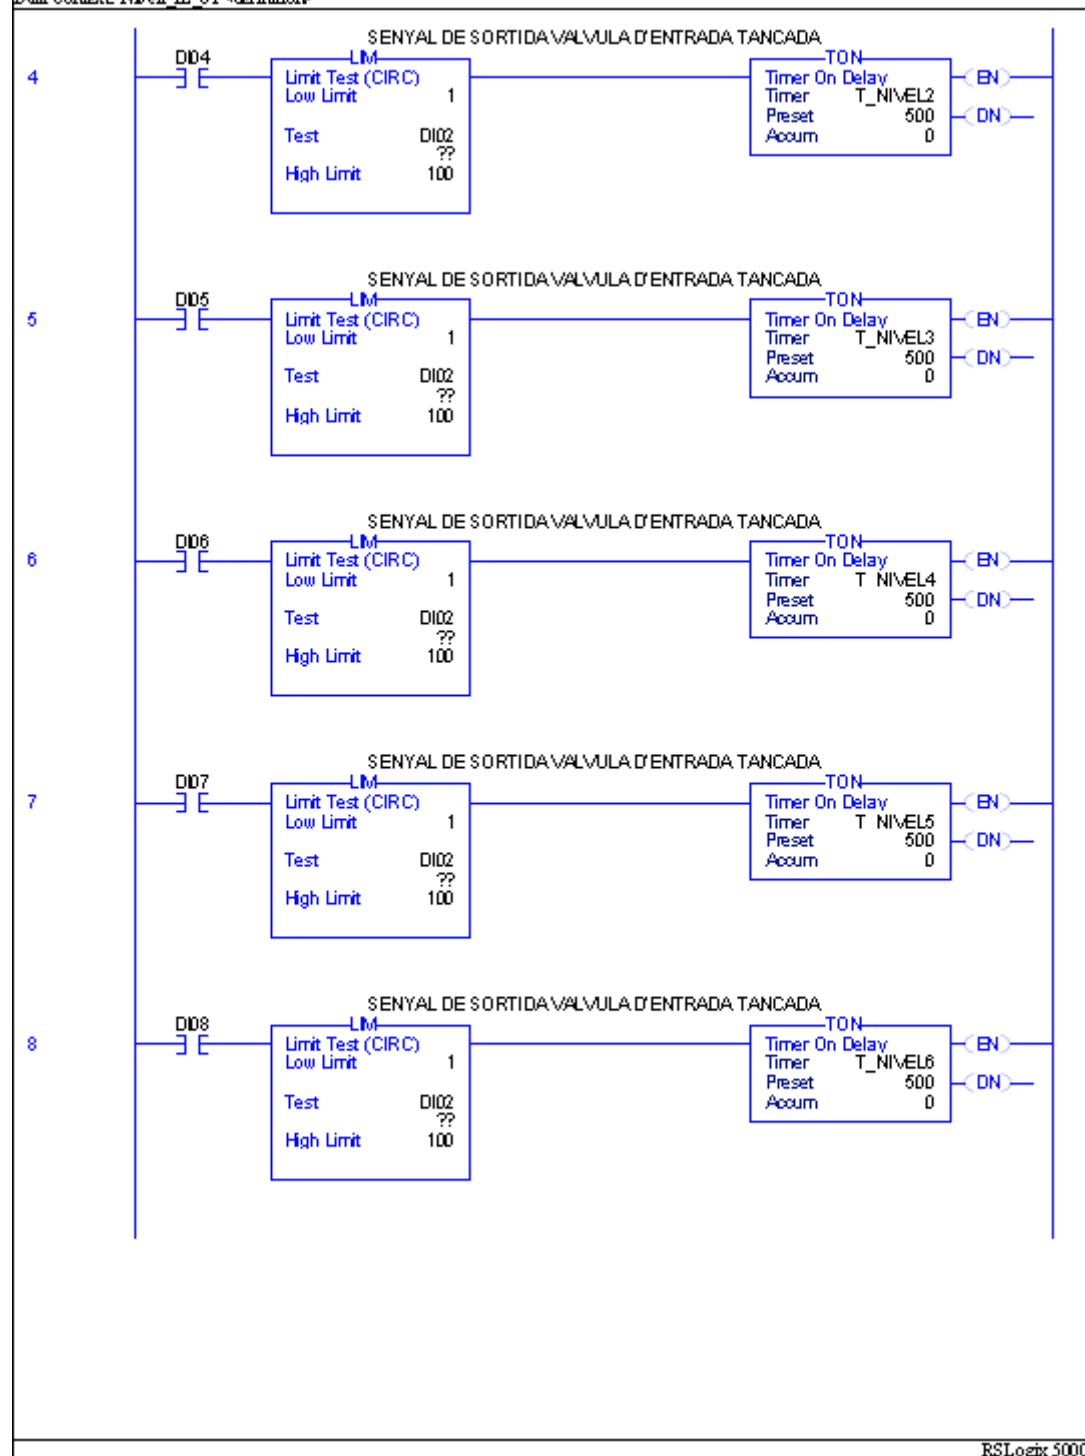 SENYAL DE SORTIDA VALVULA D'ENTRADA TANCADA
4
DI04
LIM
Limit Test (CIRC)
Low Limit 1
Test DI02
??
High Limit 100
TON
Timer On Delay
Timer T_NIVEL2
Preset 500
Accum 0
EN
DN
SENYAL DE SORTIDA VALVULA D'ENTRADA TANCADA
5
DI05
LIM
Limit Test (CIRC)
Low Limit 1
Test DI02
??
High Limit 100
TON
Timer On Delay
Timer T_NIVEL3
Preset 500
Accum 0
EN
DN
SENYAL DE SORTIDA VALVULA D'ENTRADA TANCADA
6
DI06
LIM
Limit Test (CIRC)
Low Limit 1
Test DI02
??
High Limit 100
TON
Timer On Delay
Timer T_NIVEL4
Preset 500
Accum 0
EN
DN
SENYAL DE SORTIDA VALVULA D'ENTRADA TANCADA
7
DI07
LIM
Limit Test (CIRC)
Low Limit 1
Test DI02
??
High Limit 100
TON
Timer On Delay
Timer T_NIVEL5
Preset 500
Accum 0
EN
DN
SENYAL DE SORTIDA VALVULA D'ENTRADA TANCADA
8
DI08
LIM
Limit Test (CIRC)
Low Limit 1
Test DI02
??
High Limit 100
TON
Timer On Delay
Timer T_NIVEL6
Preset 500
Accum 0
EN
DN
RSLogix 5000